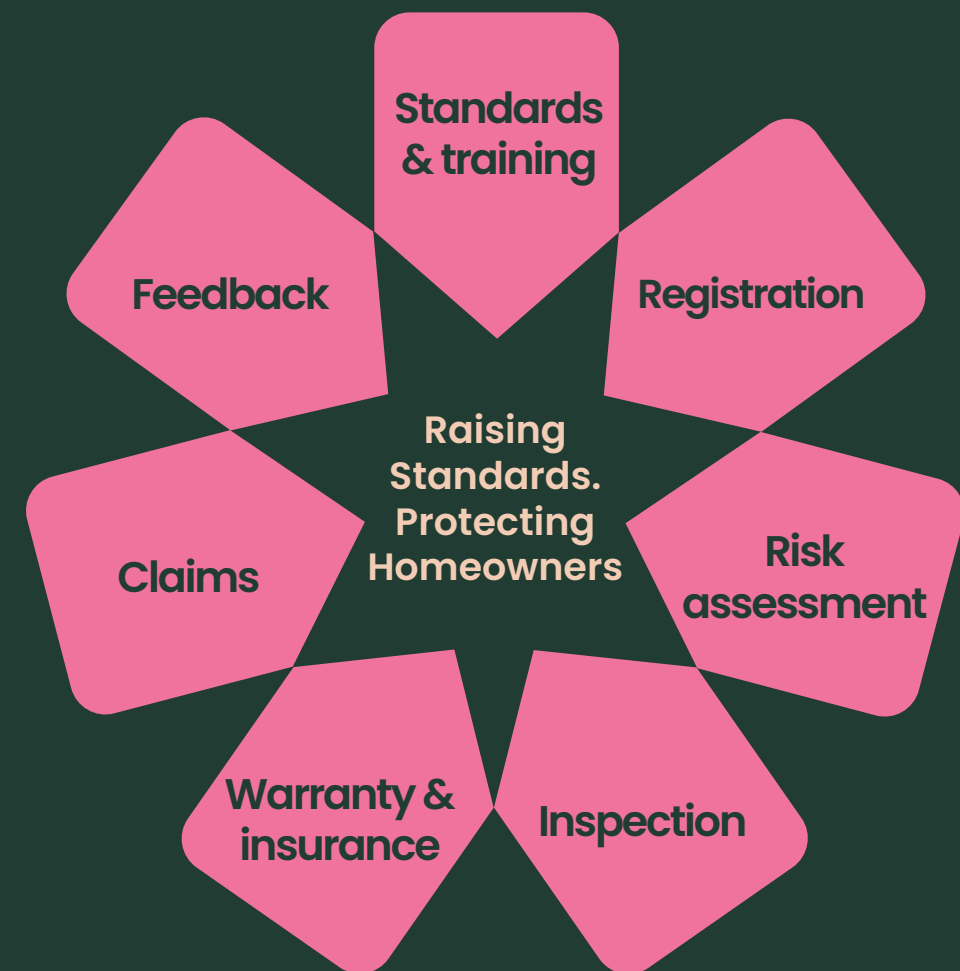 Standards
& training
Registration
Risk
assessment
Inspection
Warranty &
insurance
Claims
Feedback
Raising
Standards.
Protecting
Homeowners